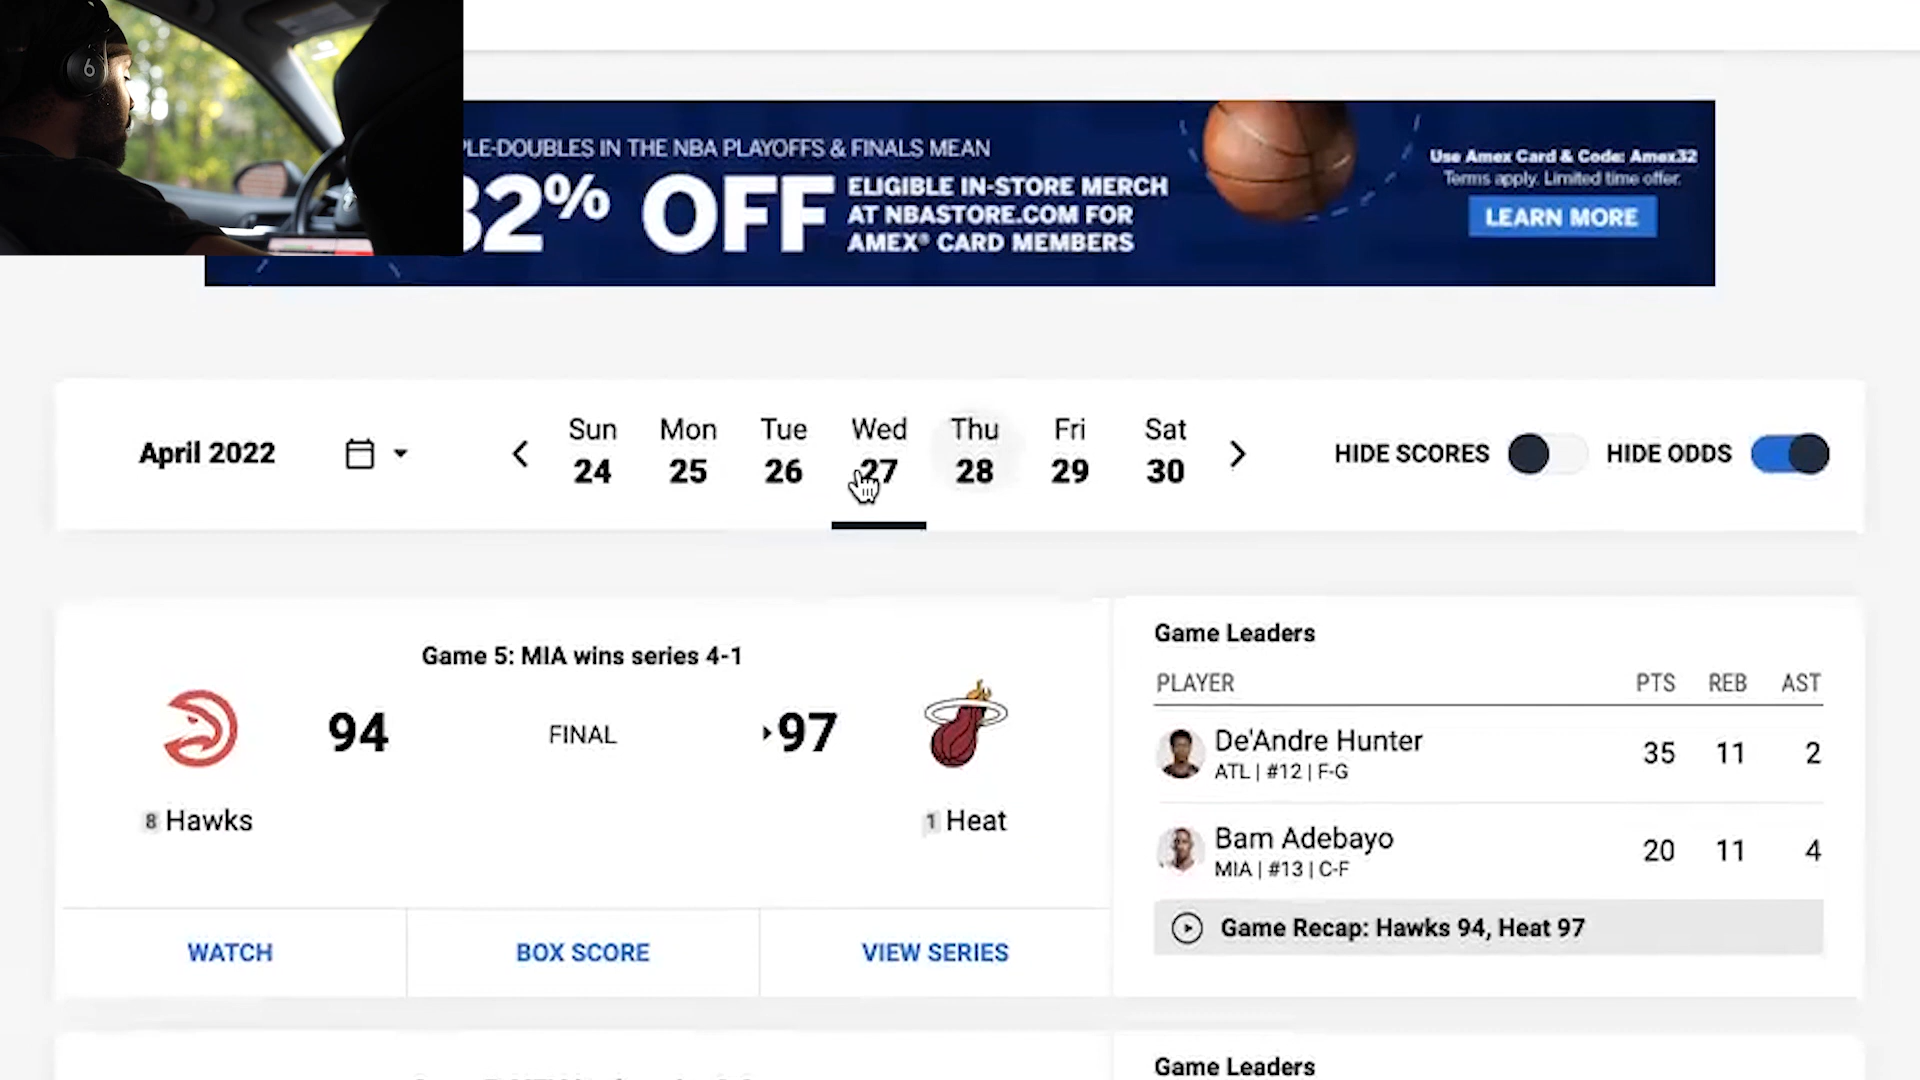 6
PLE-DOUBLES IN THE NBA PLAYOFFS & FINALS MEAN
32% OFF
ELIGIBLE IN-STORE MERCH
AT NBASTORE.COM FOR
AMEX® CARD MEMBERS
Use Amex Card & Code: Amex32
Terms apply. Limited time offer.
LEARN MORE
April 2022
Sun Mon Tue Wed Thu Fri Sat
24 25 26 27 28 29 30
HIDE SCORES HIDE ODDS
Game 5: MIA wins series 4-1
94 FINAL 97
8 Hawks 1 Heat
WATCH BOX SCORE VIEW SERIES
Game Leaders
PLAYER PTS REB AST
De'Andre Hunter 35 11 2
ATL | #12 | F-G
Bam Adebayo 20 11 4
MIA | #13 | C-F
Game Recap: Hawks 94, Heat 97
Game Leaders